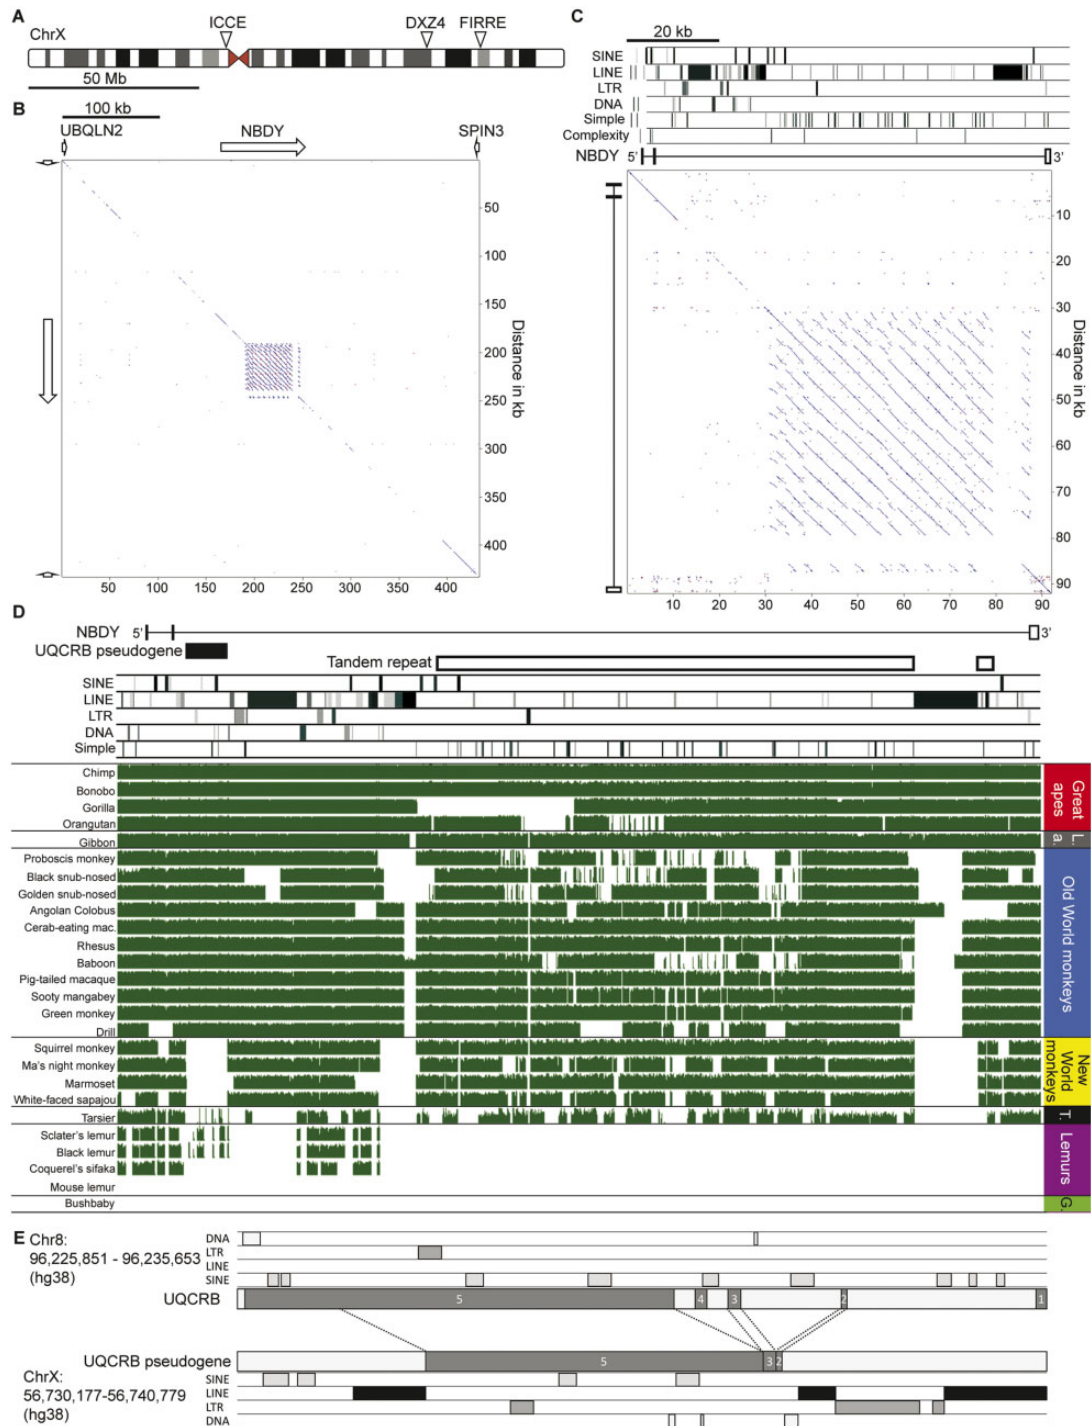 A
ChrX
ICCE
DXZ4
FIRRE
50 Mb
B
100 kb
UBQLN2
NBDY
SPIN3
50
100
150
200
250
300
350
400
Distance in kb
50 100 150 200 250 300 350 400
C
20 kb
SINE
LINE
LTR
DNA
Simple
Complexity
NBDY 5' 3'
10
20
30
40
50
60
70
80
90
Distance in kb
10 20 30 40 50 60 70 80 90
D
NBDY 5' 3'
UQCRB pseudogene
Tandem repeat
SINE
LINE
LTR
DNA
Simple
Chimp
Bonobo
Gorilla
Orangutan
Gibbon
Proboscis monkey
Black snub-nosed
Golden snub-nosed
Angolan Colobus
Cerab-eating mac.
Rhesus
Baboon
Pig-tailed macaque
Sooty mangabey
Green monkey
Drill
Squirrel monkey
Ma's night monkey
Marmoset
White-faced sapajou
Tarsier
Sclater's lemur
Black lemur
Coquerel's sifaka
Mouse lemur
Bushbaby
Great
apes
L.
a.
Old World monkeys
New
World
monkeys
T.
Lemurs
G.
E
Chr8:
96,225,851 - 96,235,653
(hg38)
DNA
LTR
LINE
SINE
UQCRB
5 4 3 2 1
UQCRB pseudogene
5 3 2
ChrX:
56,730,177-56,740,779
(hg38)
SINE
LINE
LTR
DNA